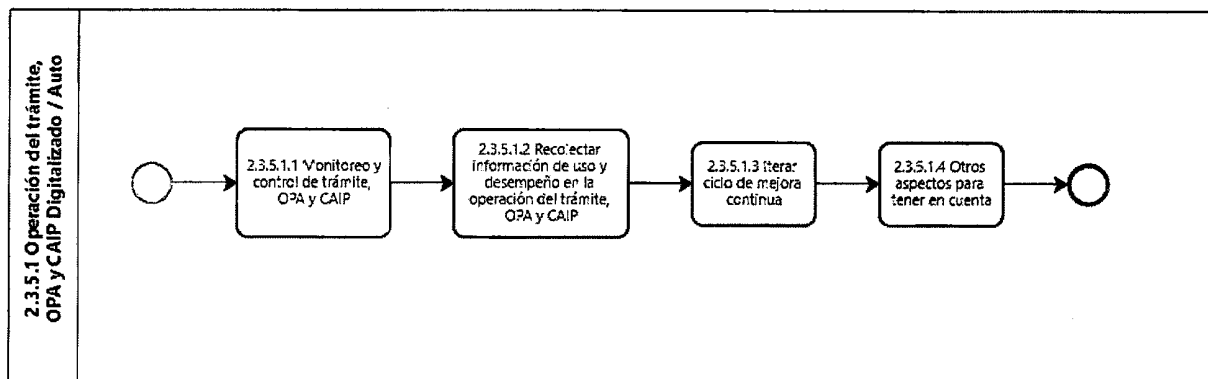 2.3.5.1 Operación del trámite,
OPA y CAIP Digitalizado / Auto
2.3.5.1.1 Monitoreo y
control de trámite,
OPA y CAIP
2.3.5.1.2 Recolectar
información de uso y
desempeño en la
operación del trámite,
OPA y CAIP
2.3.5.1.3 Iterar
ciclo de mejora
continua
2.3.5.1.4 Otros
aspectos para
tener en cuenta